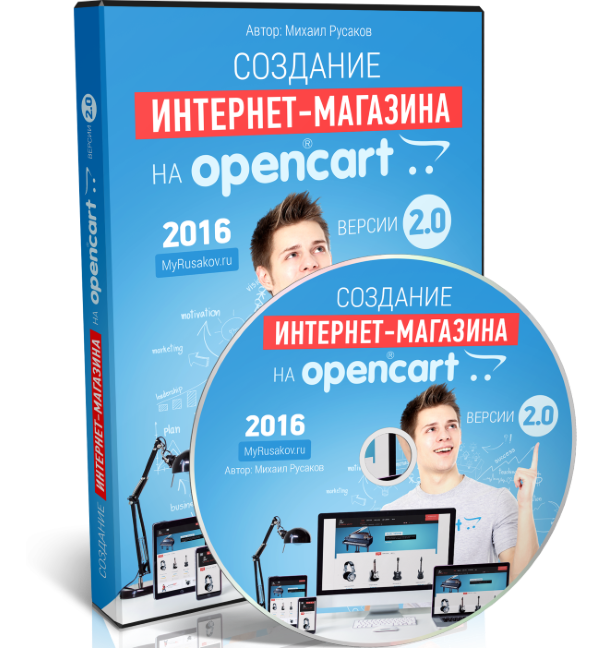 Автор: Михаил Русаков
СОЗДАНИЕ
ИНТЕРНЕТ-МАГАЗИНА
НА opencart®
2016
ВЕРСИИ 2.0
MyRusakov.ru
motivation
marketing
leadership
plan
СОЗДАНИЕ ИНТЕРНЕТ-МАГАЗИНА НА opencart ВЕРСИИ 2.0
СОЗДАНИЕ
ИНТЕРНЕТ-МАГАЗИНА
НА opencart®
ВЕРСИИ 2.0
2016
MyRusakov.ru
Автор: Михаил Русаков